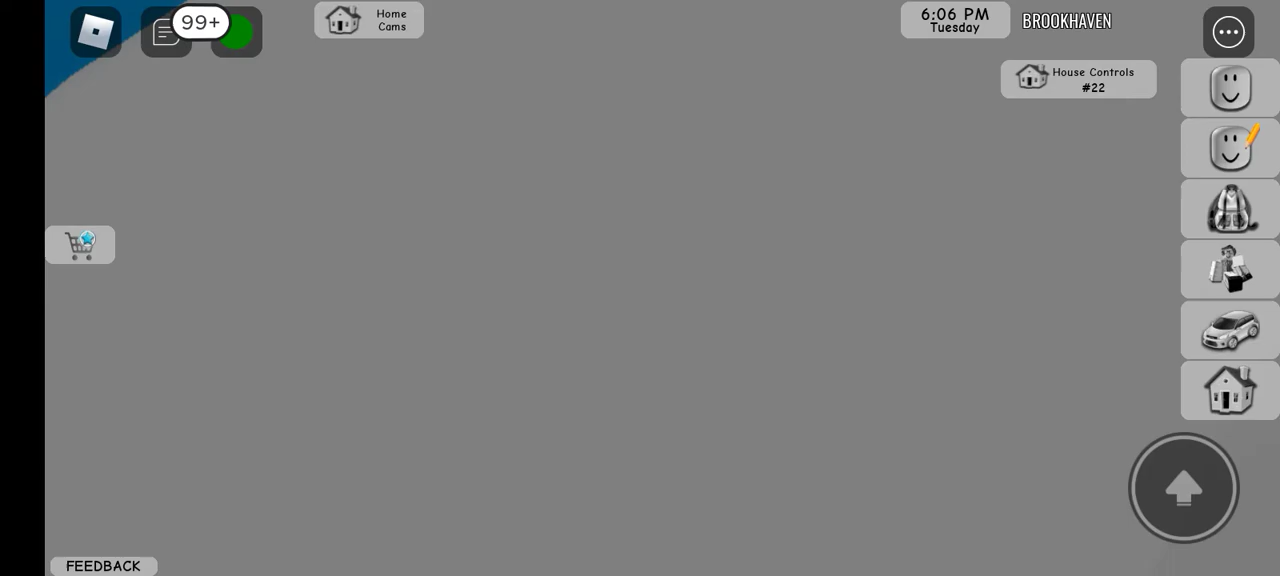 99+
Home
Cams
6:06 PM
Tuesday
BROOKHAVEN
House Controls
#22
FEEDBACK